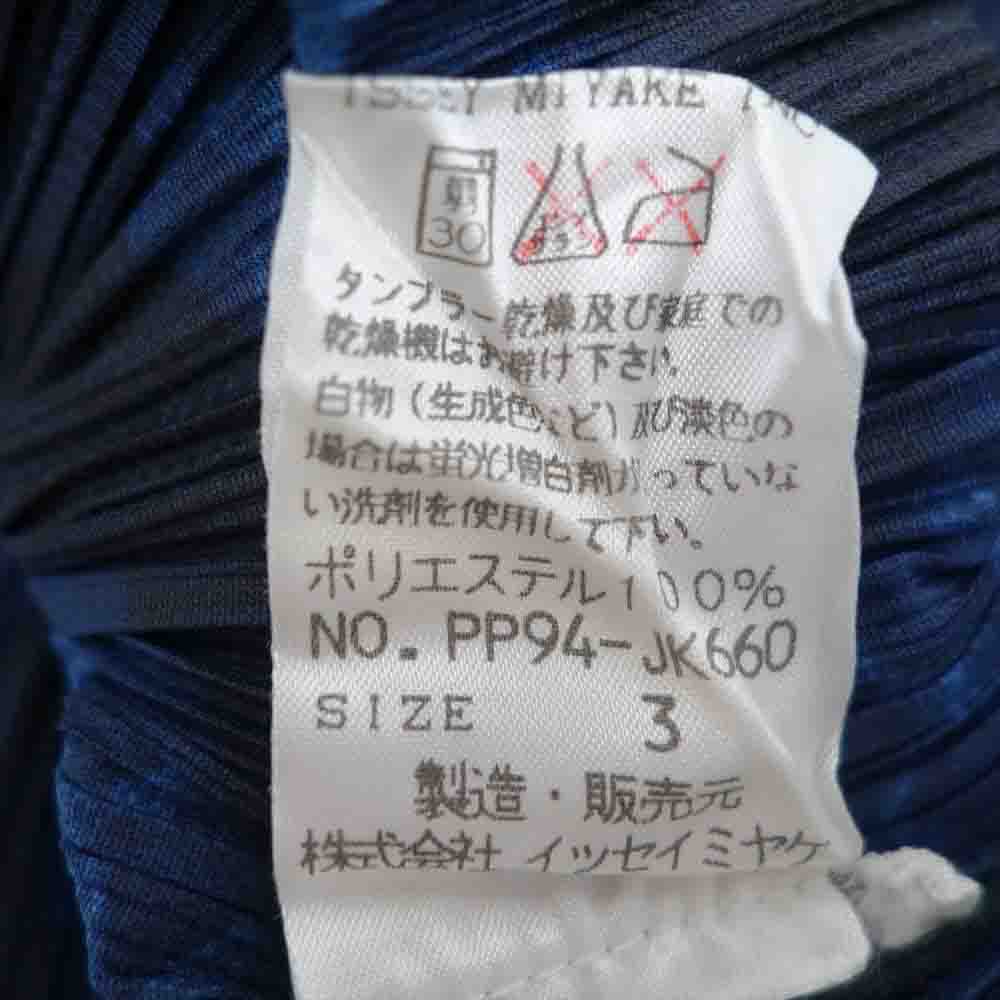 ISSEY MIYAKE INC
弱
30
タンブラー乾燥及び家庭での
乾燥機はお避け下さい。
白物(生成色など)及び淡色の
場合は蛍光増白剤が入っていな
い洗剤を使用して下い。
ポリエステル100%
NO. PP94-JK660
SIZE 3
製造・販売元
株式会社 イッセイミヤケ